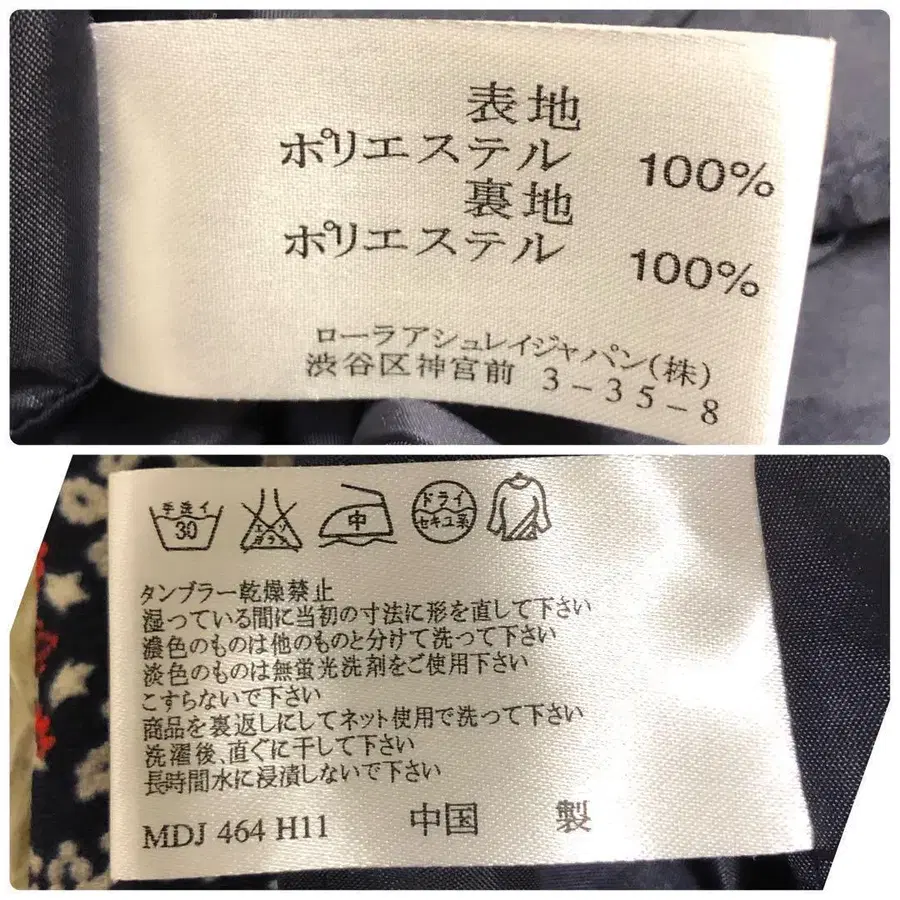 表地
ポリエステル 100%
裏地
ポリエステル 100%
ローラアシュレイジャパン(株)
渋谷区神宮前 3-35-8
手洗イ
30
エンソ
サラシ
中
ドライ
セキユ系
タンブラー乾燥禁止
湿っている間に当初の寸法に形を直して下さい
濃色のものは他のものと分けて洗って下さい
淡色のものは無蛍光洗剤をご使用下さい
こすらないで下さい
商品を裏返しにしてネット使用で洗って下さい
洗濯後、直ぐに干して下さい
長時間水に浸漬しないで下さい
MDJ 464 H11 中国 製